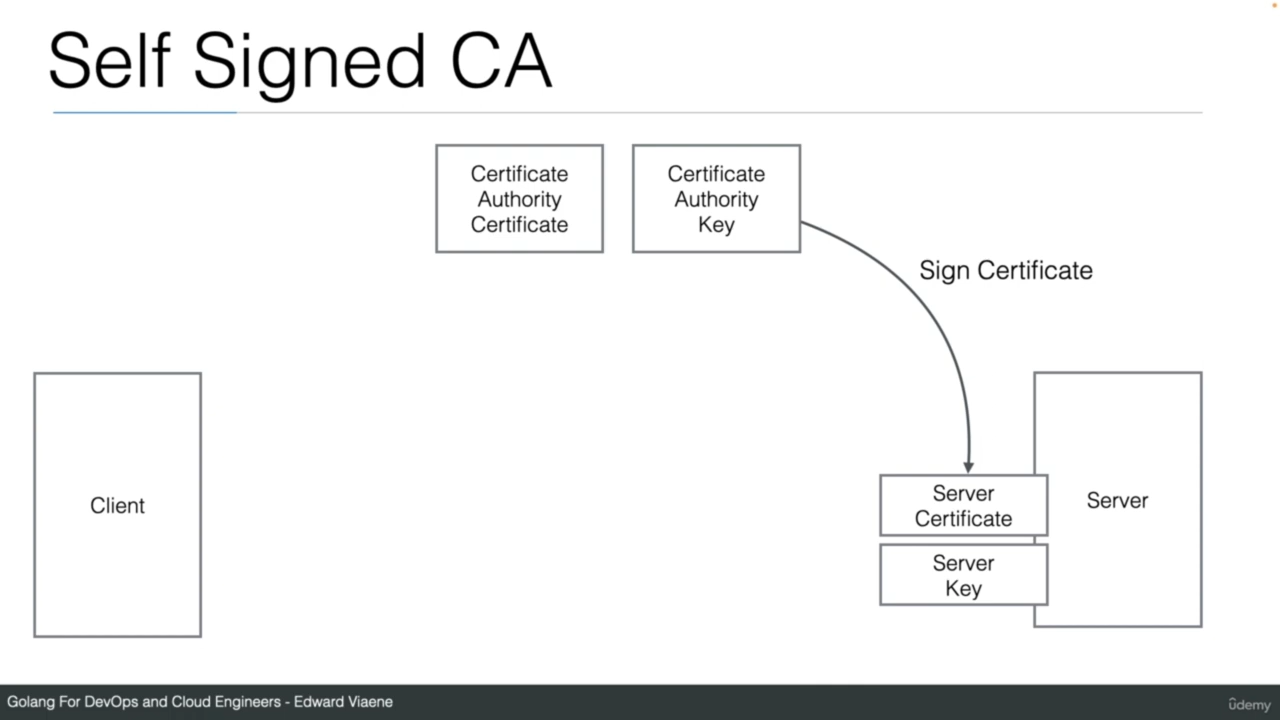 Self Signed CA
Certificate
Authority
Certificate
Certificate
Authority
Key
Sign Certificate
Client
Server
Certificate
Server
Key
Server
Golang For DevOps and Cloud Engineers - Edward Viaene
ûdemy